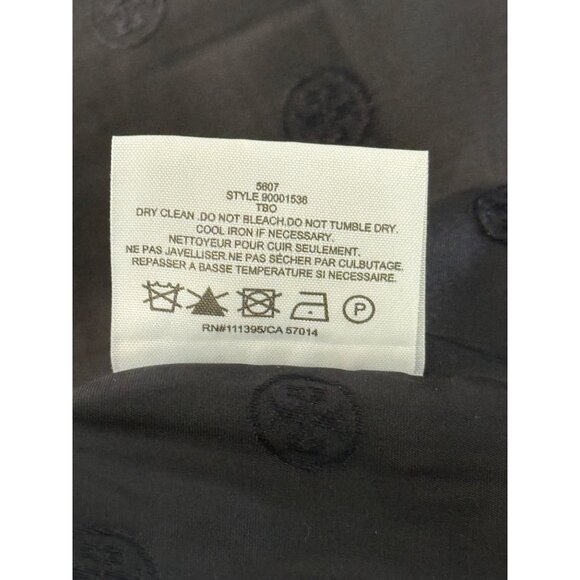 5607
STYLE 90001536
TBO
DRY CLEAN .DO NOT BLEACH.DO NOT TUMBLE DRY.
COOL IRON IF NECESSARY.
NETTOYEUR POUR CUIR SEULEMENT.
NE PAS JAVELLISER.NE PAS SÉCHER PAR CULBUTAGE.
REPASSER A BASSE TEMPERATURE SI NECESSAIRE.
P
RN#111395/CA 57014